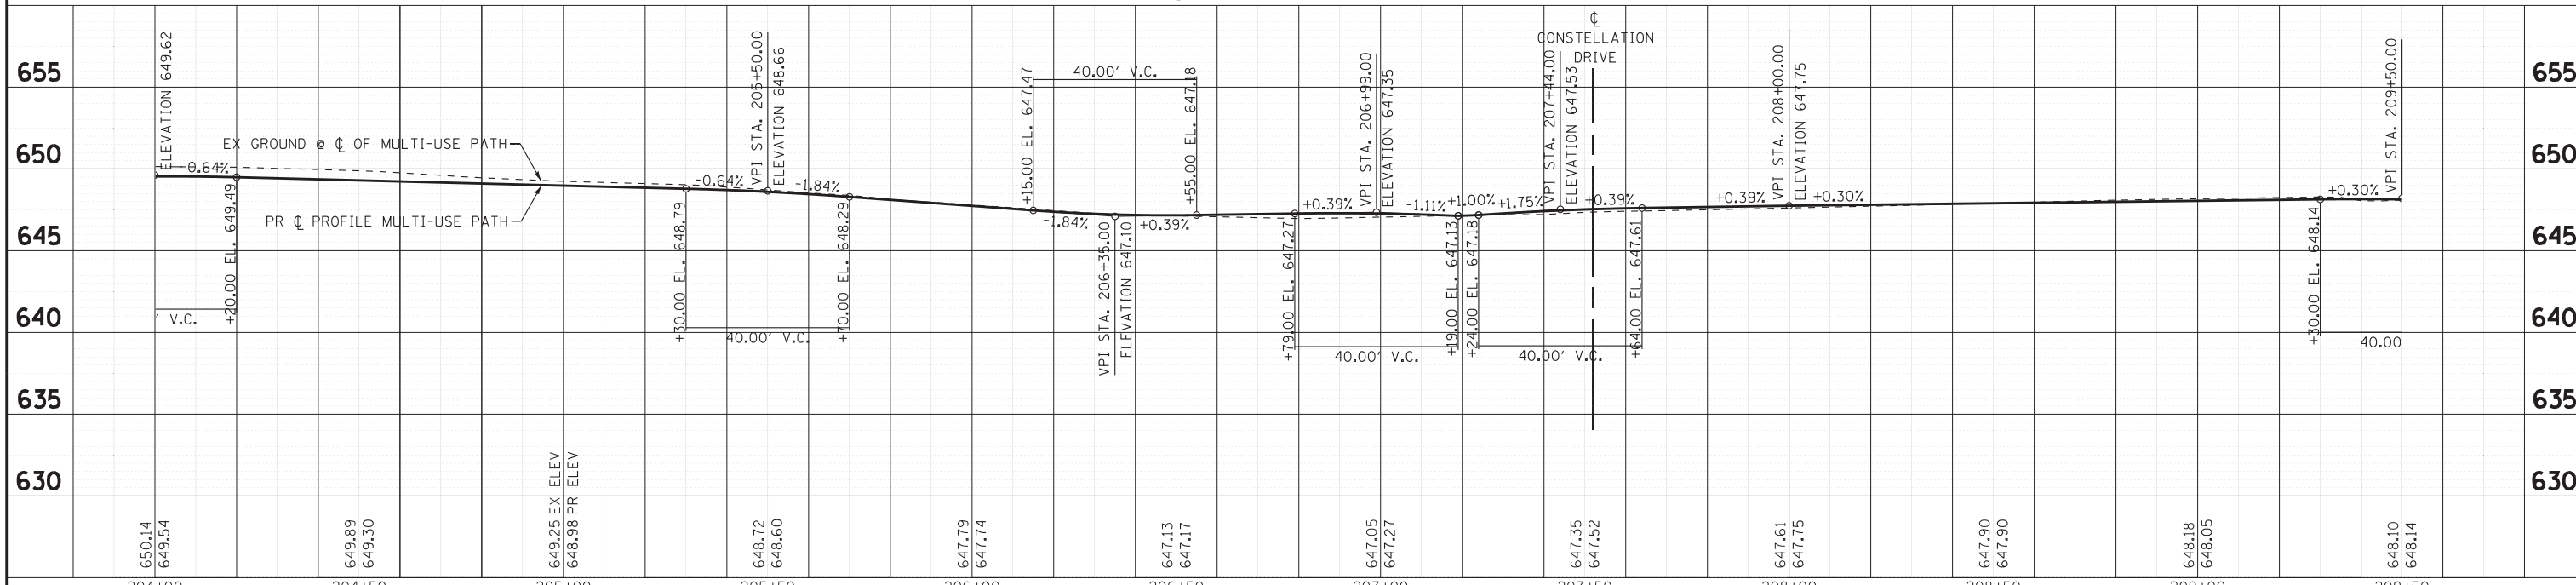 ℄
CONSTELLATION
DRIVE
655
655
650
650
645
645
640
640
635
635
630
630
ELEVATION 649.62
-0.64%
+20.00 EL. 649.49
' V.C.
EX GROUND @ ℄ OF MULTI-USE PATH
PR ℄ PROFILE MULTI-USE PATH
+30.00 EL. 648.79
-0.64%
VPI STA. 205+50.00
ELEVATION 648.66
-1.84%
+70.00 EL. 648.29
40.00' V.C.
+15.00 EL. 647.47
40.00' V.C.
+55.00 EL. 647.18
-1.84%
VPI STA. 206+35.00
ELEVATION 647.10
+0.39%
+79.00 EL. 647.27
+0.39%
VPI STA. 206+99.00
ELEVATION 647.35
-1.11%
+19.00 EL. 647.13
40.00' V.C.
+1.00%
+24.00 EL. 647.18
+1.75%
VPI STA. 207+44.00
ELEVATION 647.53
+0.39%
+64.00 EL. 647.61
40.00' V.C.
+0.39%
VPI STA. 208+00.00
ELEVATION 647.75
+0.30%
+30.00 EL. 648.14
+0.30%
VPI STA. 209+50.00
40.00
650.14
649.54
649.89
649.30
649.25 EX ELEV
648.98 PR ELEV
648.72
648.60
647.79
647.74
647.13
647.17
647.05
647.27
647.35
647.52
647.61
647.75
647.90
647.90
648.18
648.05
648.10
648.14